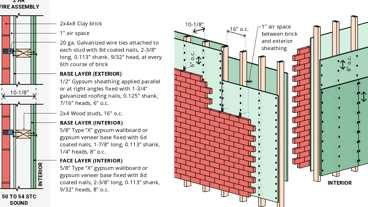 FIRE ASSEMBLY
2x4x8 Clay brick
1" air space
20 ga. Galvanized wire ties attached to
each stud with 8d coated nails, 2-3/8"
long, 0.113" shank, 9/32" head, at every
6th course of brick
BASE LAYER (EXTERIOR)
1/2" Gypsum sheathing applied parallel
or at right angles fixed with 1-3/4"
galvanized roofing nails, 0.125" shank,
7/16" heads, 6" o.c.
10-1/8"
2x4 Wood studs, 16" o.c.
BASE LAYER (INTERIOR)
5/8" Type "X" gypsum wallboard or
gypsum veneer base fixed with 6d
coated nails, 1-7/8" long, 0.113" shank,
1/4" heads, 8" o.c.
FACE LAYER (INTERIOR)
5/8" Type "X" gypsum wallboard or
gypsum veneer base fixed with 8d
coated nails, 2-3/8" long, 0.113" shank,
9/32" heads, 8" o.c.
INTERIOR
50 TO 54 STC
SOUND
10-1/8"
16" o.c.
1" air space
between brick
and exterior
sheathing
INTERIOR